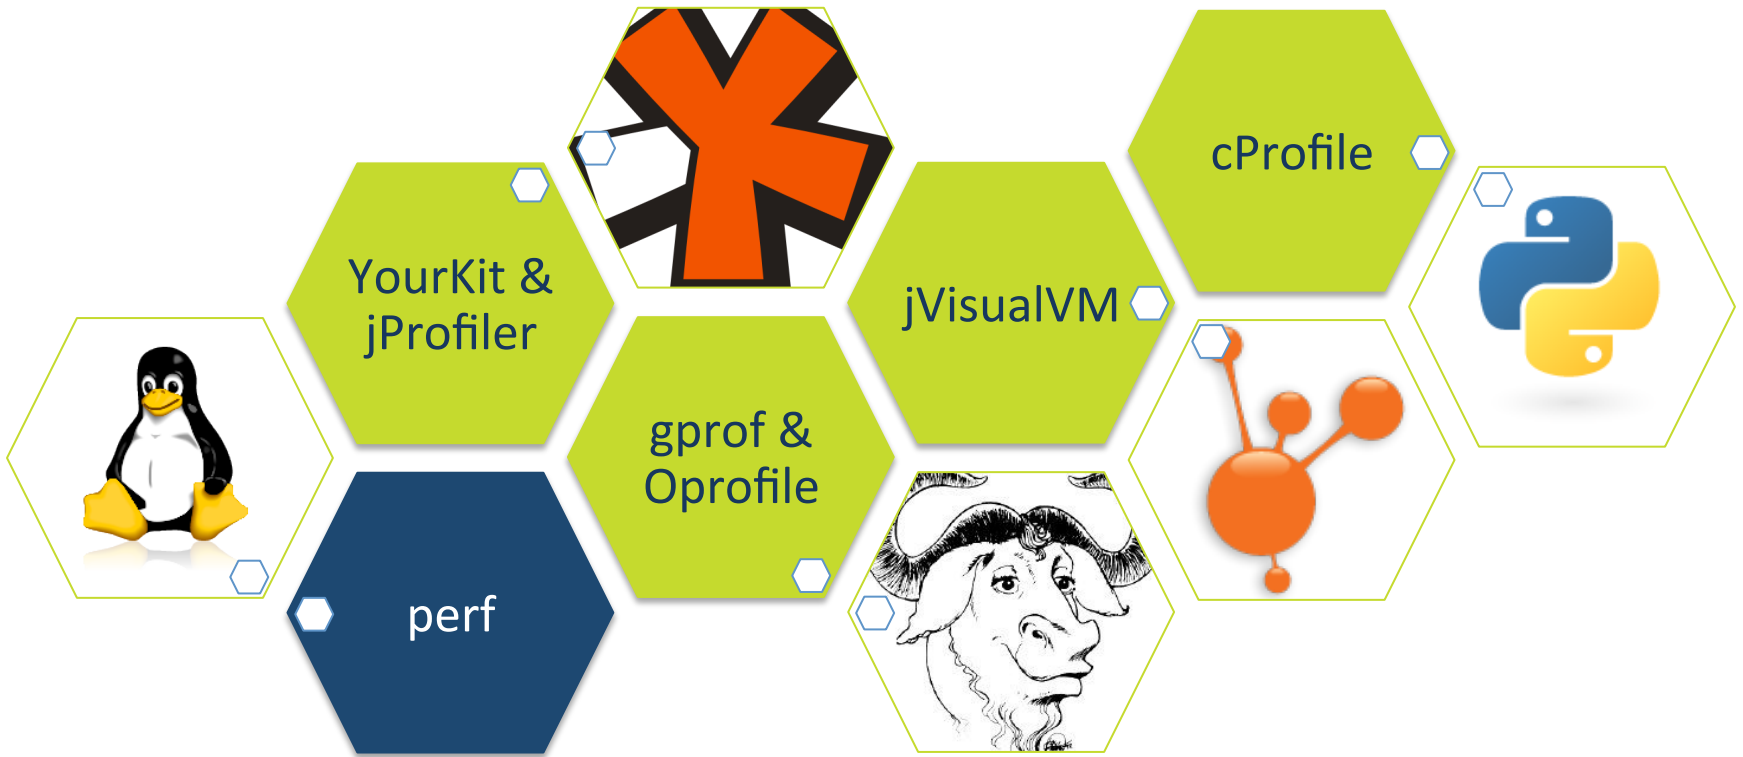 YourKit &
jProfiler
perf
gprof &
Oprofile
jVisualVM
cProfile